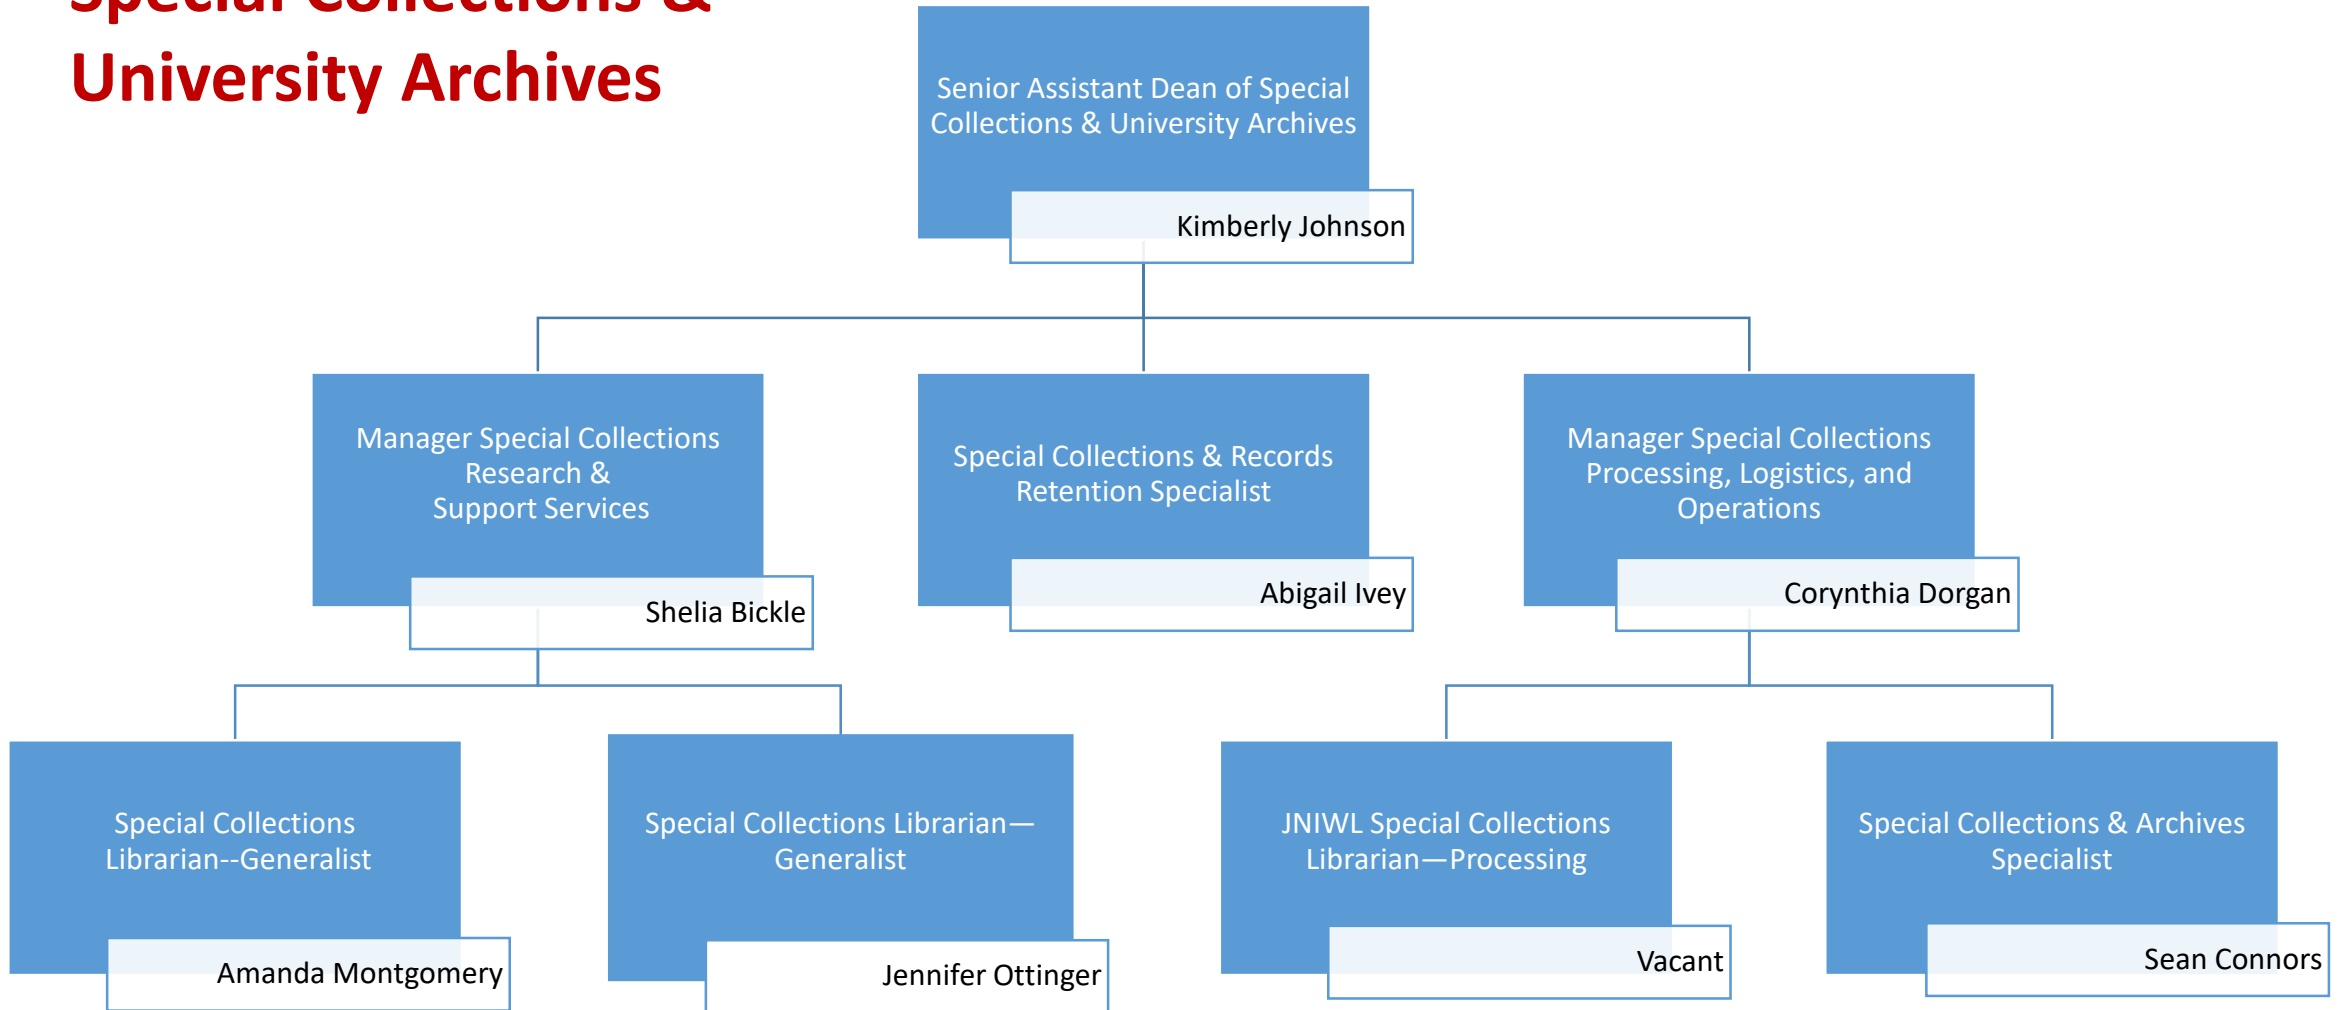 Special Collections &
University Archives
Senior Assistant Dean of Special
Collections & University Archives
Kimberly Johnson
Manager Special Collections
Research &
Support Services
Shelia Bickle
Special Collections & Records
Retention Specialist
Abigail Ivey
Manager Special Collections
Processing, Logistics, and
Operations
Corynthia Dorgan
Special Collections
Librarian--Generalist
Amanda Montgomery
Special Collections Librarian—
Generalist
Jennifer Ottinger
JNIWL Special Collections
Librarian—Processing
Vacant
Special Collections & Archives
Specialist
Sean Connors